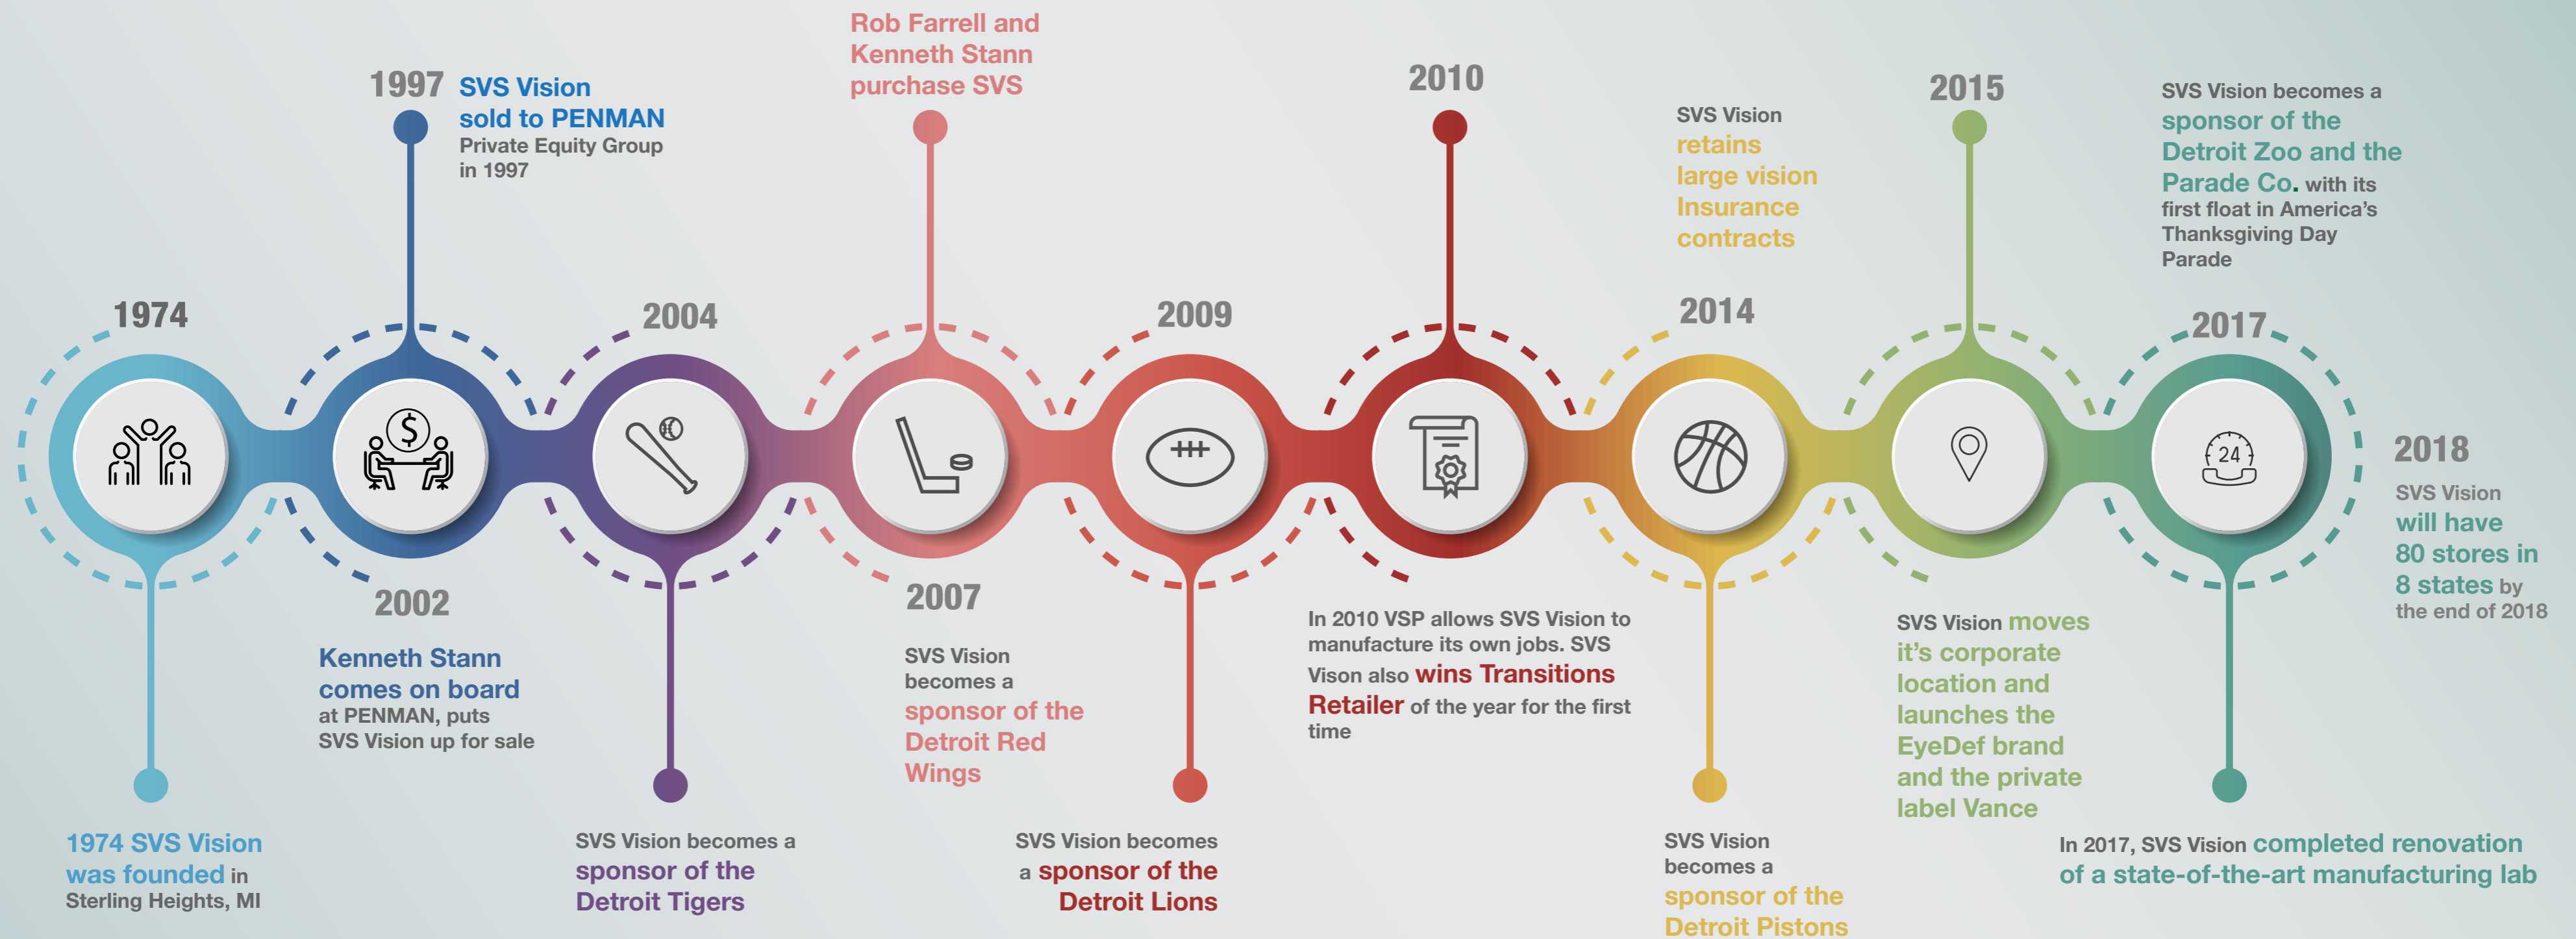 1974
1974 SVS Vision
was founded in
Sterling Heights, MI
1997
SVS Vision
sold to PENMAN
Private Equity Group
in 1997
$
2002
Kenneth Stann
comes on board
at PENMAN, puts
SVS Vision up for sale
2004
SVS Vision becomes a
sponsor of the
Detroit Tigers
Rob Farrell and
Kenneth Stann
purchase SVS
2007
SVS Vision
becomes a
sponsor of the
Detroit Red
Wings
2009
SVS Vision becomes
a sponsor of the
Detroit Lions
2010
In 2010 VSP allows SVS Vision to
manufacture its own jobs. SVS
Vison also wins Transitions
Retailer of the year for the first
time
SVS Vision
retains
large vision
Insurance
contracts
2014
SVS Vision
becomes a
sponsor of the
Detroit Pistons
2015
SVS Vision moves
it's corporate
location and
launches the
EyeDef brand
and the private
label Vance
SVS Vision becomes a
sponsor of the
Detroit Zoo and the
Parade Co. with its
first float in America's
Thanksgiving Day
Parade
2017
24
In 2017, SVS Vision completed renovation
of a state-of-the-art manufacturing lab
2018
SVS Vision
will have
80 stores in
8 states by
the end of 2018